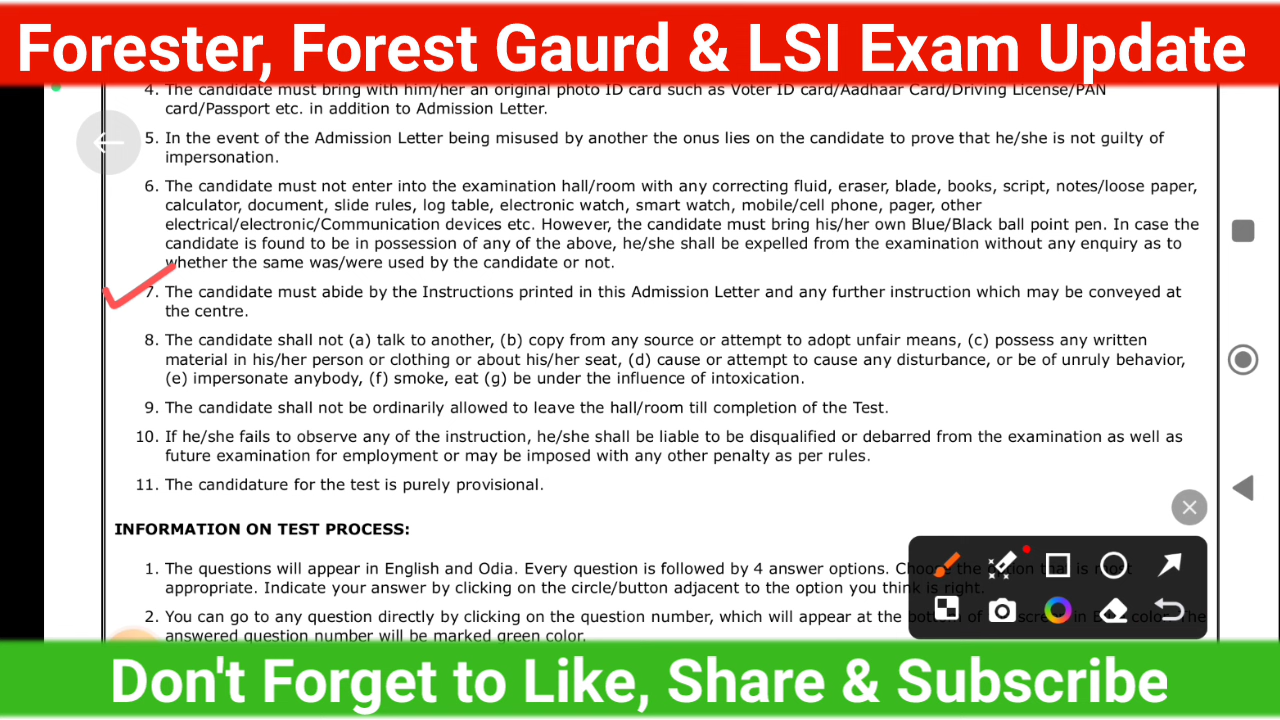 Forester, Forest Gaurd & LSI Exam Update
4. The candidate must bring with him/her an original photo ID card such as Voter ID card/Aadhaar Card/Driving License/PAN
card/Passport etc. in addition to Admission Letter.
5. In the event of the Admission Letter being misused by another the onus lies on the candidate to prove that he/she is not guilty of
impersonation.
6. The candidate must not enter into the examination hall/room with any correcting fluid, eraser, blade, books, script, notes/loose paper,
calculator, document, slide rules, log table, electronic watch, smart watch, mobile/cell phone, pager, other
electrical/electronic/Communication devices etc. However, the candidate must bring his/her own Blue/Black ball point pen. In case the
candidate is found to be in possession of any of the above, he/she shall be expelled from the examination without any enquiry as to
whether the same was/were used by the candidate or not.
7. The candidate must abide by the Instructions printed in this Admission Letter and any further instruction which may be conveyed at
the centre.
8. The candidate shall not (a) talk to another, (b) copy from any source or attempt to adopt unfair means, (c) possess any written
material in his/her person or clothing or about his/her seat, (d) cause or attempt to cause any disturbance, or be of unruly behavior,
(e) impersonate anybody, (f) smoke, eat (g) be under the influence of intoxication.
9. The candidate shall not be ordinarily allowed to leave the hall/room till completion of the Test.
10. If he/she fails to observe any of the instruction, he/she shall be liable to be disqualified or debarred from the examination as well as
future examination for employment or may be imposed with any other penalty as per rules.
11. The candidature for the test is purely provisional.
INFORMATION ON TEST PROCESS:
1. The questions will appear in English and Odia. Every question is followed by 4 answer options. Choose the option that is most
appropriate. Indicate your answer by clicking on the circle/button adjacent to the option you think is right.
2. You can go to any question directly by clicking on the question number, which will appear at the bottom of the screen in color. The
answered question number will be marked green color.
Don't Forget to Like, Share & Subscribe